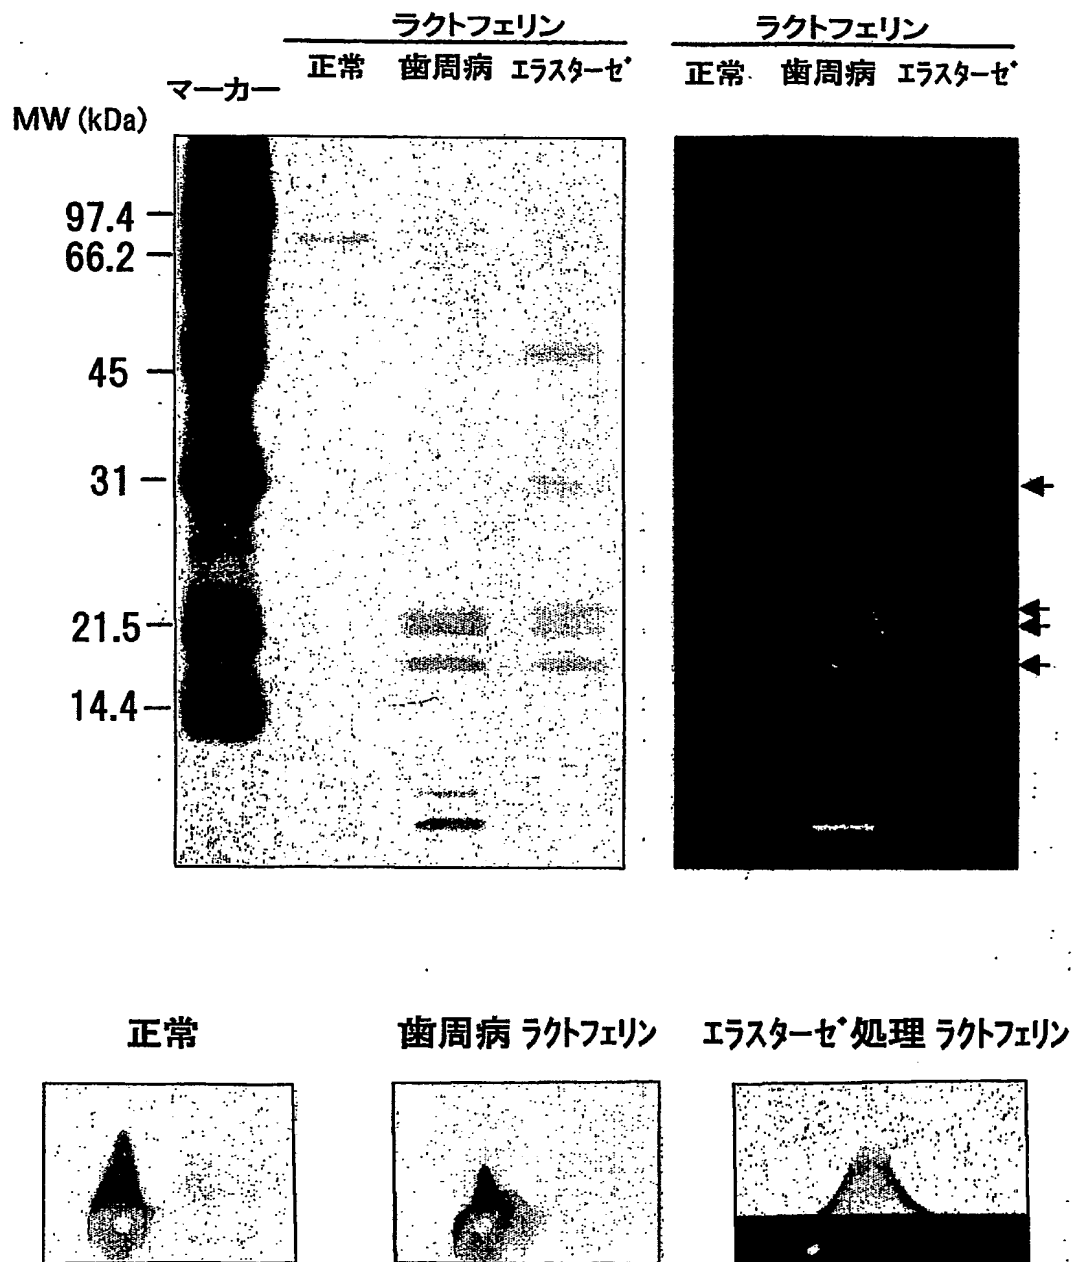 ラクトフェリン ラクトフェリン
正常 歯周病 エラスターゼ 正常 歯周病 エラスターゼ
マーカー
MW (kDa)
97.4
66.2
45
31
21.5
14.4
正常 歯周病 ラクトフェリン エラスターゼ処理 ラクトフェリン